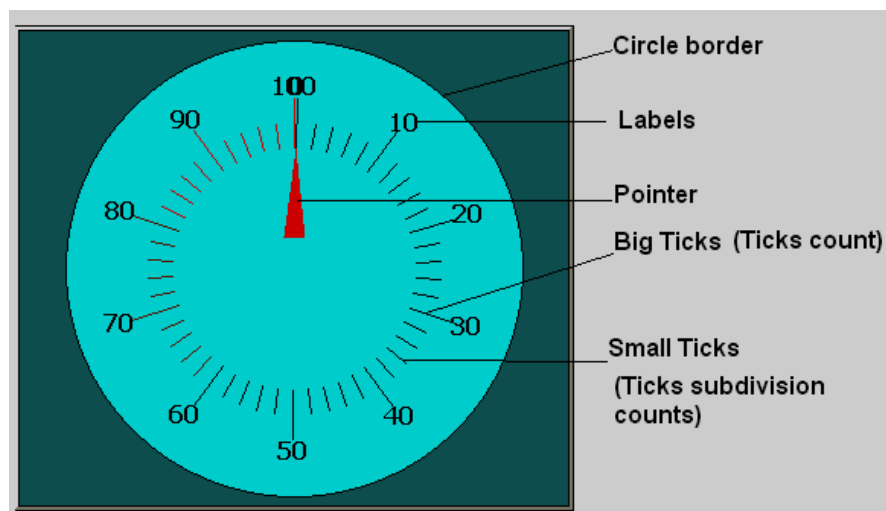 Circle border
100
0
90
10
Labels
80
20
Pointer
Big Ticks (Ticks count)
70
30
Small Ticks
(Ticks subdivision
counts)
60
40
50